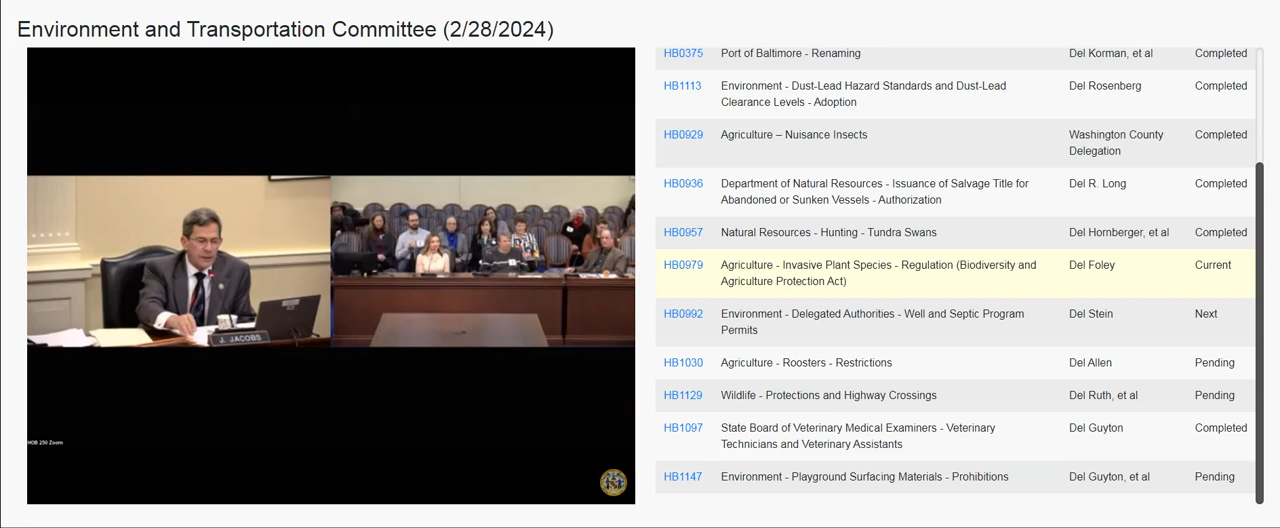 Environment and Transportation Committee (2/28/2024)
J. JACOBS
HOB 250 Zoom
HB0375 Port of Baltimore - Renaming Del Korman, et al Completed
HB1113 Environment - Dust-Lead Hazard Standards and Dust-Lead Del Rosenberg Completed
Clearance Levels - Adoption
HB0929 Agriculture – Nuisance Insects Washington County Completed
Delegation
HB0936 Department of Natural Resources - Issuance of Salvage Title for Del R. Long Completed
Abandoned or Sunken Vessels - Authorization
HB0957 Natural Resources - Hunting - Tundra Swans Del Hornberger, et al Completed
HB0979 Agriculture - Invasive Plant Species - Regulation (Biodiversity and Del Foley Current
Agriculture Protection Act)
HB0992 Environment - Delegated Authorities - Well and Septic Program Del Stein Next
Permits
HB1030 Agriculture - Roosters - Restrictions Del Allen Pending
HB1129 Wildlife - Protections and Highway Crossings Del Ruth, et al Pending
HB1097 State Board of Veterinary Medical Examiners - Veterinary Del Guyton Completed
Technicians and Veterinary Assistants
HB1147 Environment - Playground Surfacing Materials - Prohibitions Del Guyton, et al Pending